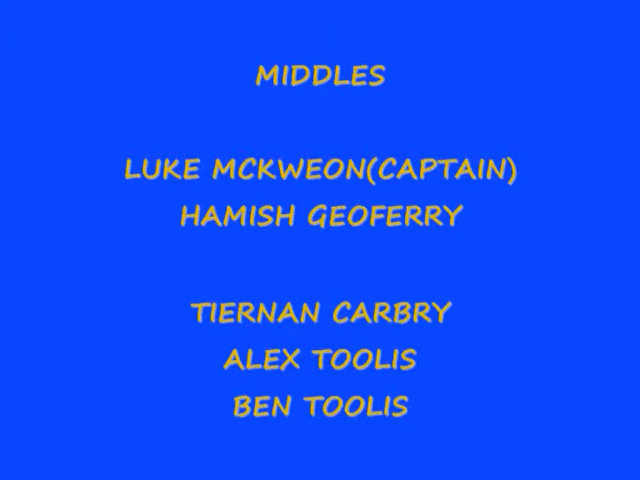 MIDDLES
LUKE MCKWEON(CAPTAIN)
HAMISH GEOFERRY
TIERNAN CARBRY
ALEX TOOLIS
BEN TOOLIS